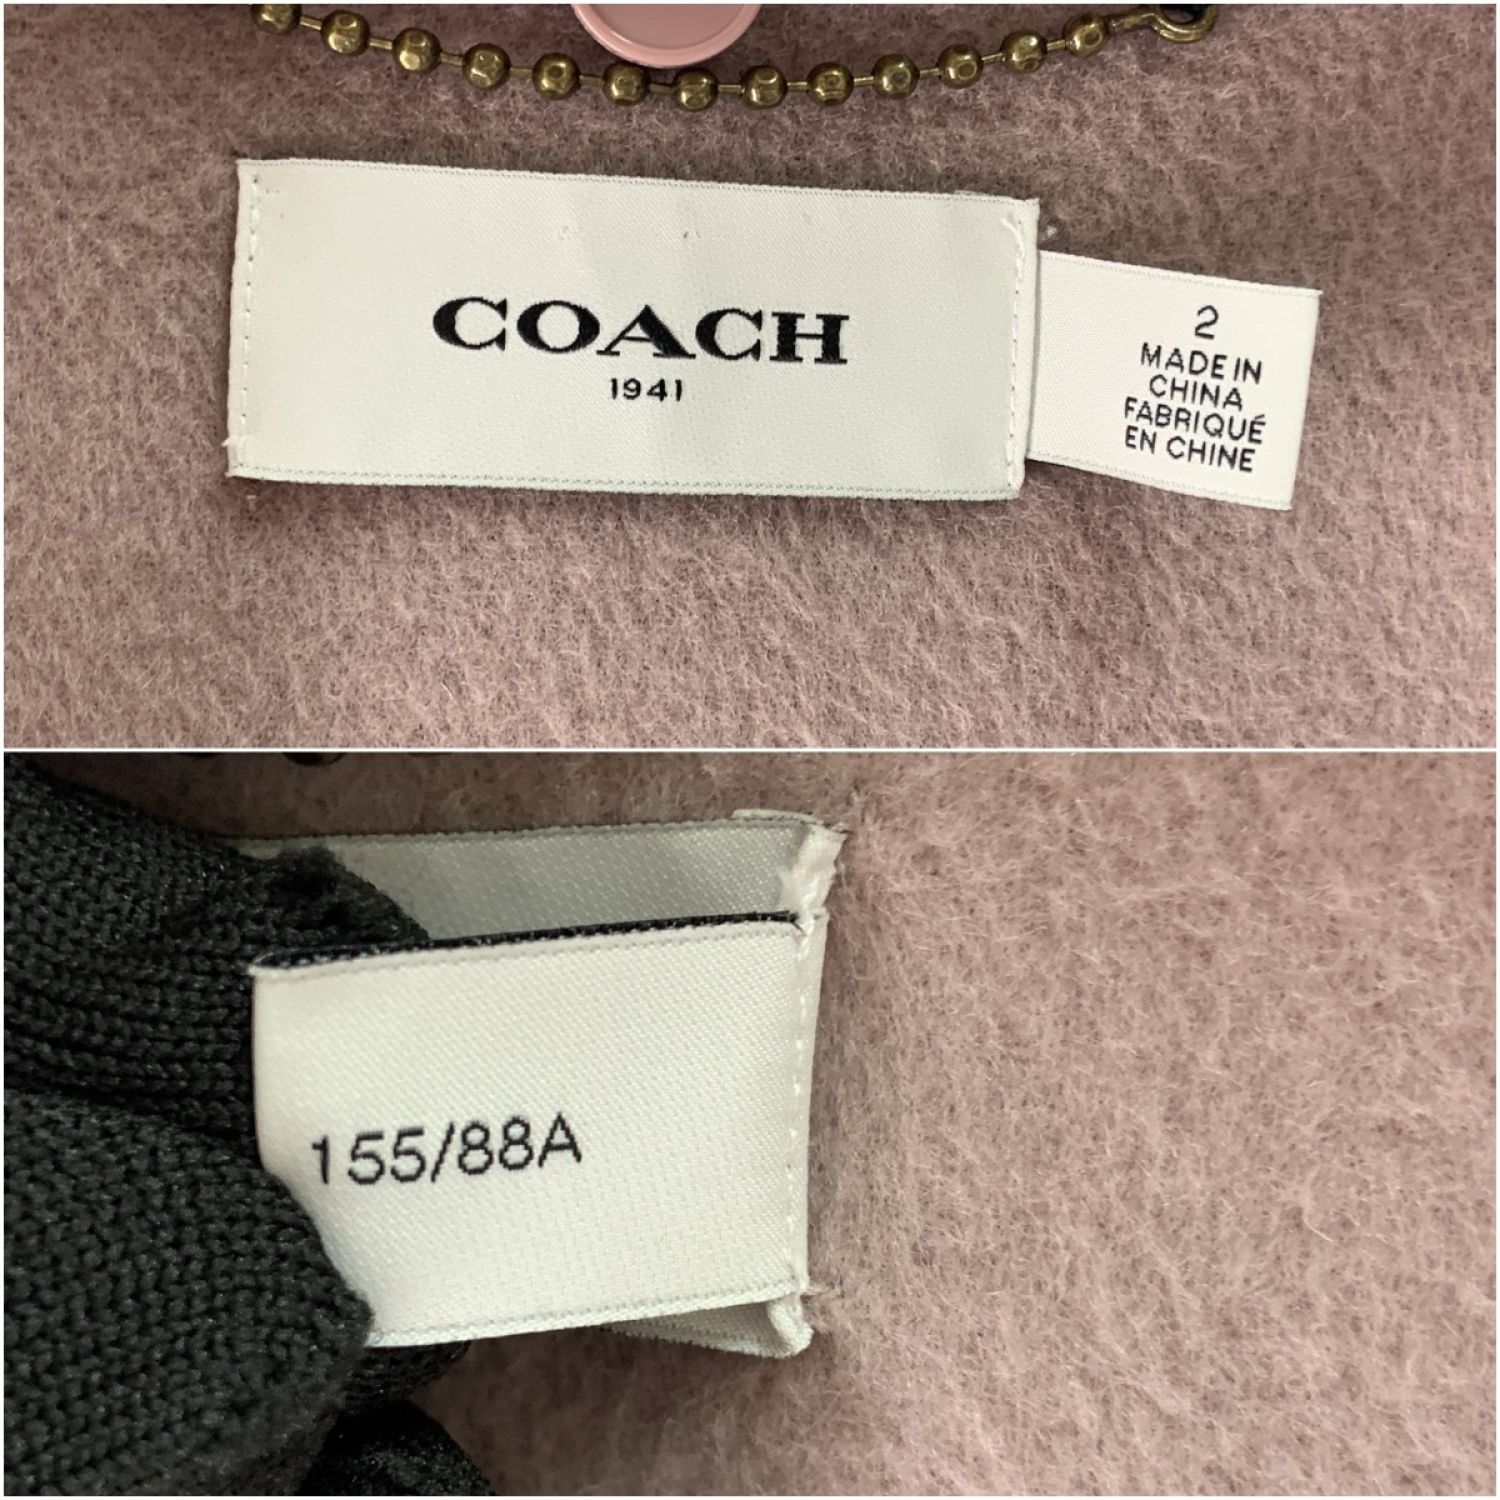 COACH
1941
2
MADE IN
CHINA
FABRIQUÉ
EN CHINE
155/88A